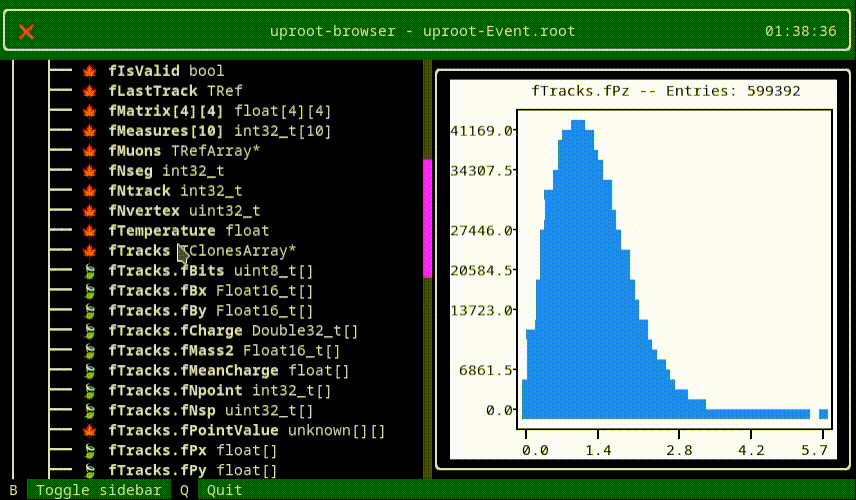 uproot-browser - uproot-Event.root 01:38:36
fIsValid bool
fLastTrack TRef
fMatrix[4][4] float[4][4]
fMeasures[10] int32_t[10]
fMuons TRefArray*
fNseg int32_t
fNtrack int32_t
fNvertex uint32_t
fTemperature float
fTracks TClonesArray*
fTracks.fBits uint8_t[]
fTracks.fBx Float16_t[]
fTracks.fBy Float16_t[]
fTracks.fCharge Double32_t[]
fTracks.fMass2 Float16_t[]
fTracks.fMeanCharge float[]
fTracks.fNpoint int32_t[]
fTracks.fNsp uint32_t[]
fTracks.fPointValue unknown[][]
fTracks.fPx float[]
fTracks.fPy float[]
fTracks.fPz -- Entries: 599392
41169.0
34307.5
27446.0
20584.5
13723.0
6861.5
0.0
0.0 1.4 2.8 4.2 5.7
B Toggle sidebar Q Quit